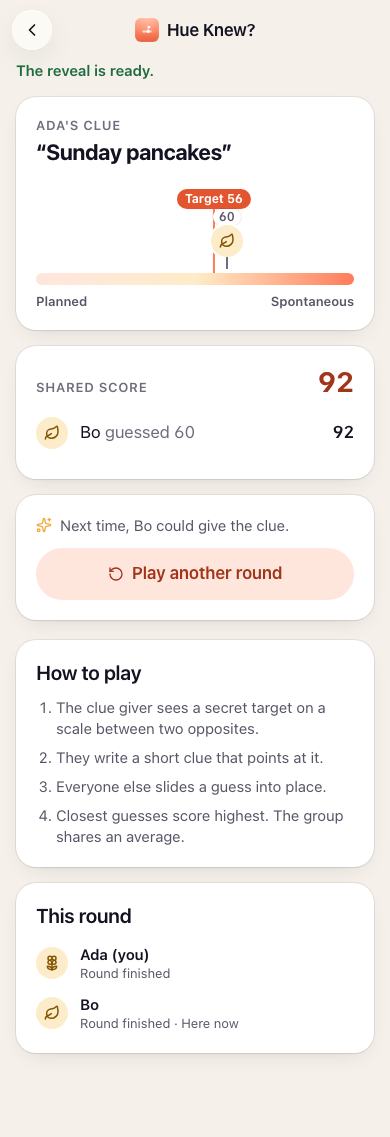 Hue Knew?
The reveal is ready.
ADA'S CLUE
“Sunday pancakes”
Target 56
60
Planned
Spontaneous
SHARED SCORE
92
Bo guessed 60
92
Next time, Bo could give the clue.
Play another round
How to play
1. The clue giver sees a secret target on a
scale between two opposites.
2. They write a short clue that points at it.
3. Everyone else slides a guess into place.
4. Closest guesses score highest. The group
shares an average.
This round
Ada (you)
Round finished
Bo
Round finished · Here now